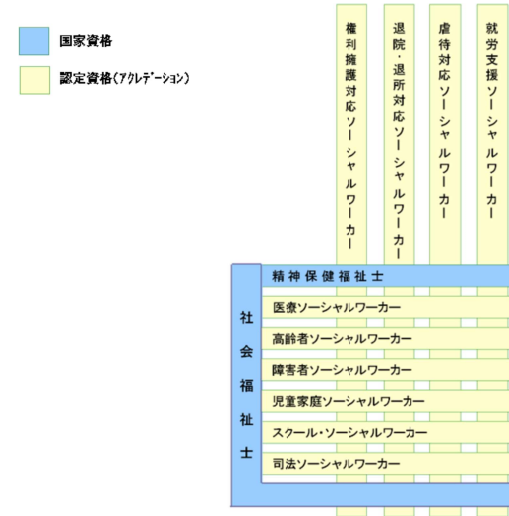 国家資格
認定資格(ｱｸﾚﾃﾞｰｼｮﾝ)
権利擁護対応ソーシャルワーカー
退院・退所対応ソーシャルワーカー
虐待対応ソーシャルワーカー
就労支援ソーシャルワーカー
社会福祉士
精神保健福祉士
医療ソーシャルワーカー
高齢者ソーシャルワーカー
障害者ソーシャルワーカー
児童家庭ソーシャルワーカー
スクール・ソーシャルワーカー
司法ソーシャルワーカー